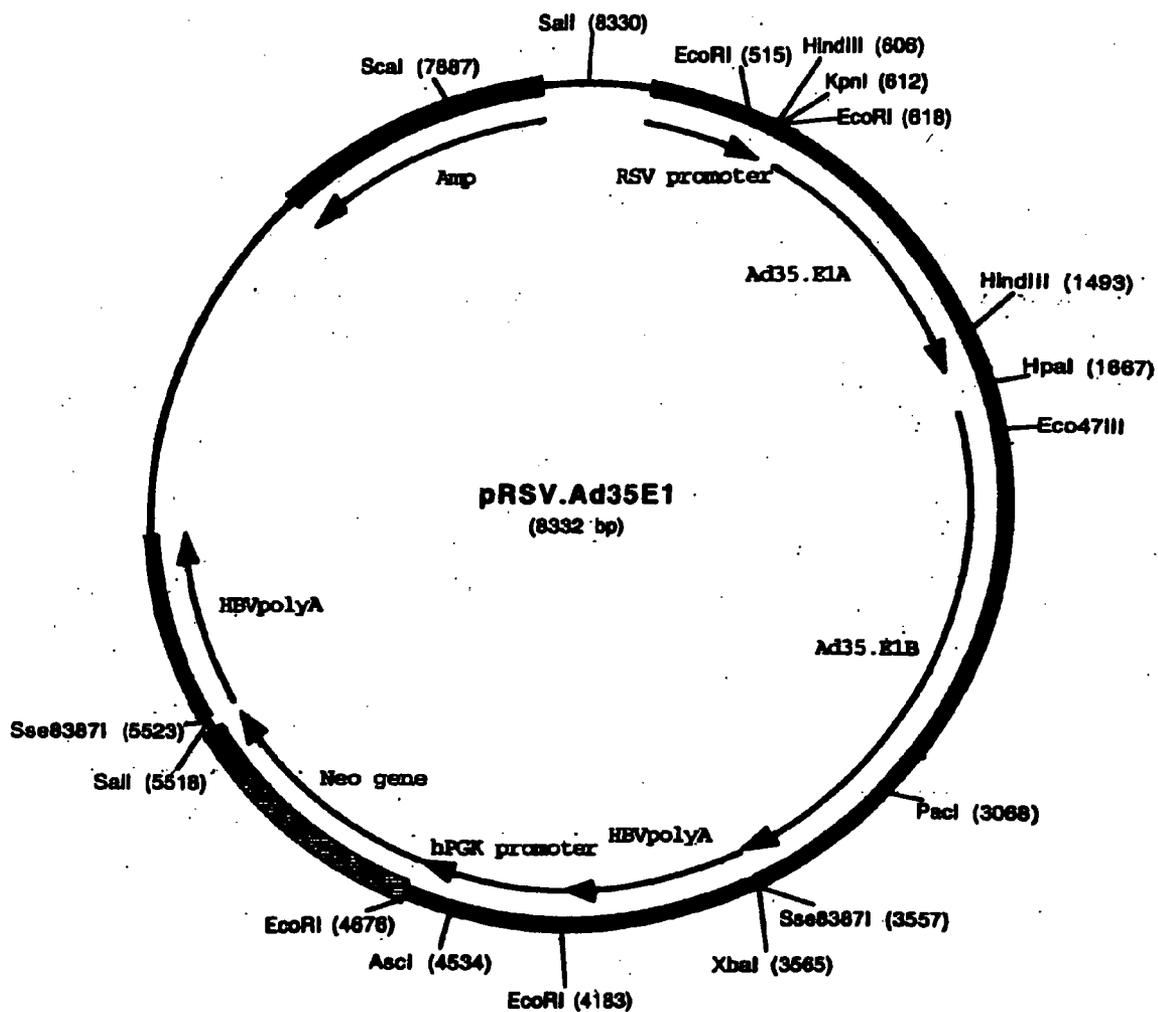 SalI (8330)
ScaI (7887)
EcoRI (515)
HindIII (606)
KpnI (612)
EcoRI (618)
Amp
RSV promoter
Ad35.E1A
HindIII (1493)
HpaI (1667)
Eco47III
pRSV.Ad35E1
(8332 bp)
HBVpolyA
Ad35.E1B
Sse8387I (5523)
SalI (5518)
Neo gene
PacI (3068)
hPGK promoter
HBVpolyA
EcoRI (4676)
Sse8387I (3557)
AscI (4534)
XbaI (3565)
EcoRI (4183)